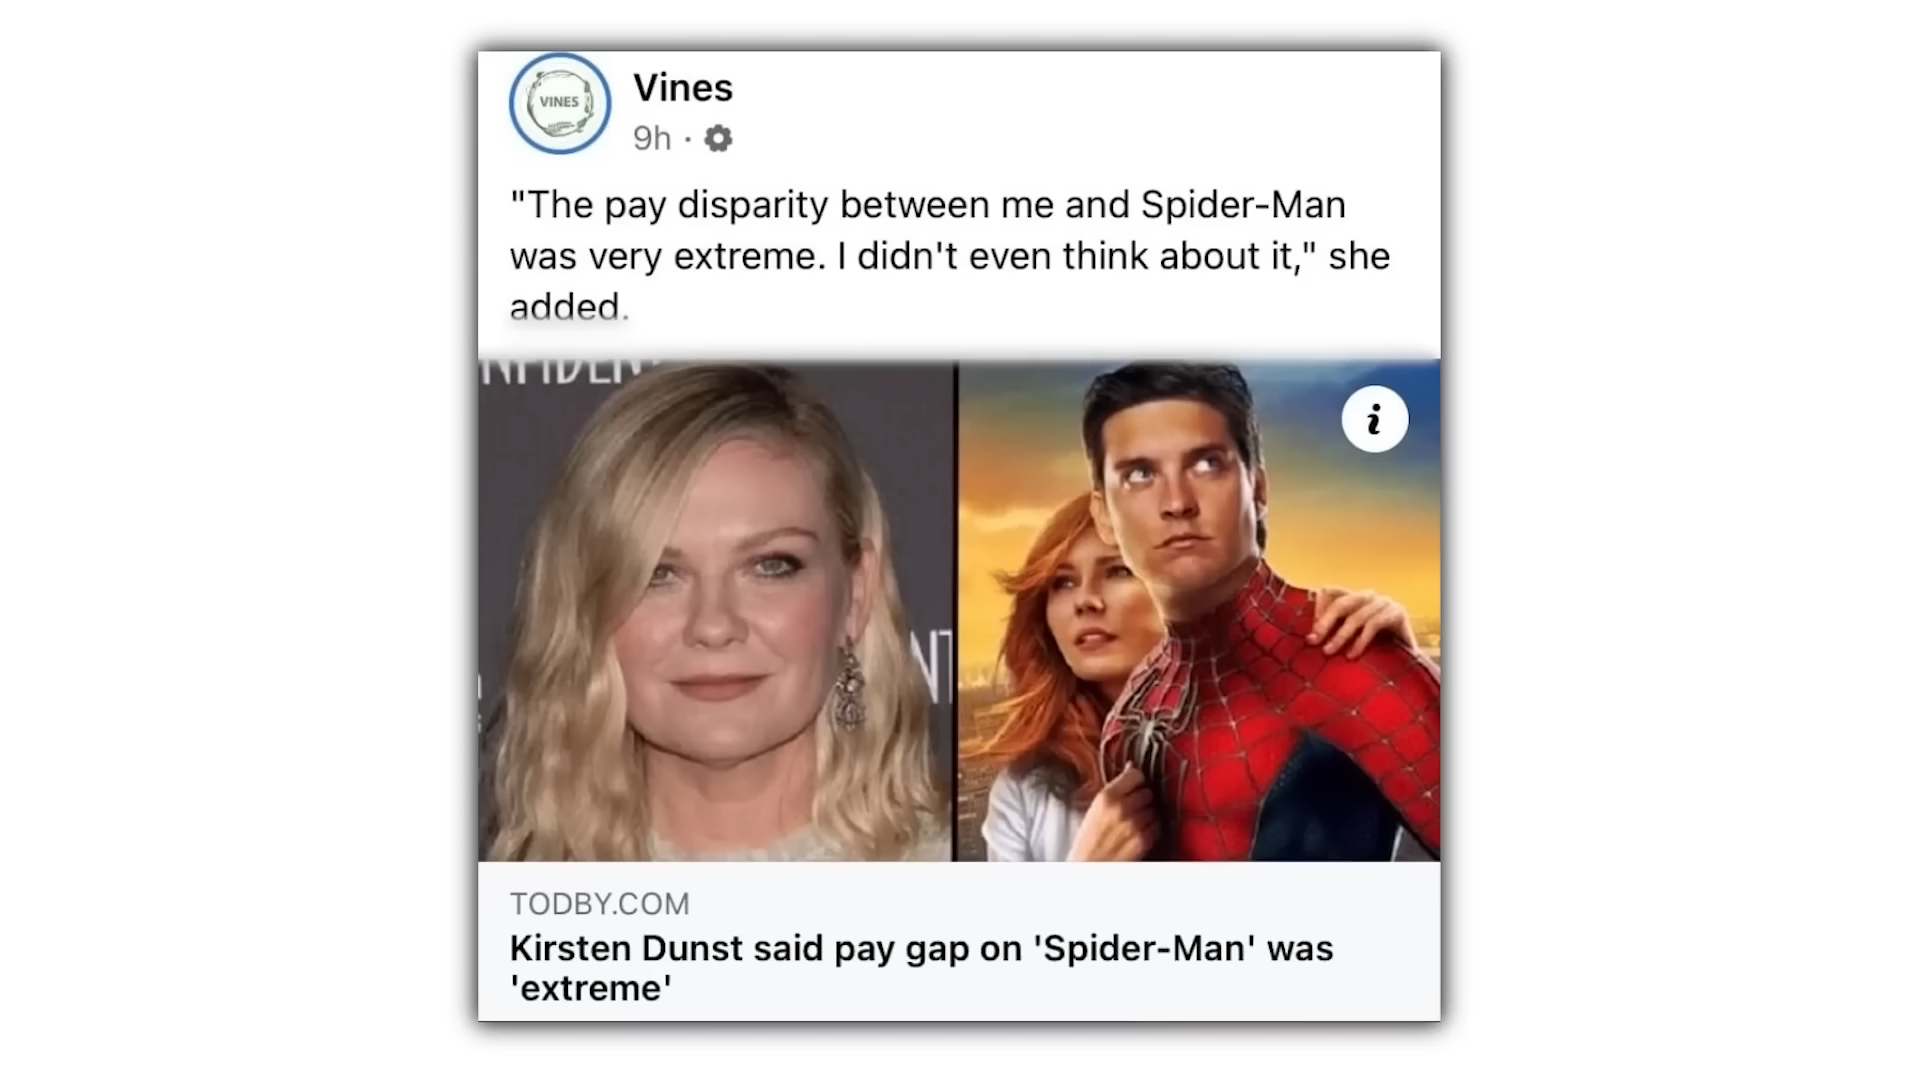 VINES
Vines
9h ·
"The pay disparity between me and Spider-Man
was very extreme. I didn't even think about it," she
added.
i
TODBY.COM
Kirsten Dunst said pay gap on 'Spider-Man' was
'extreme'